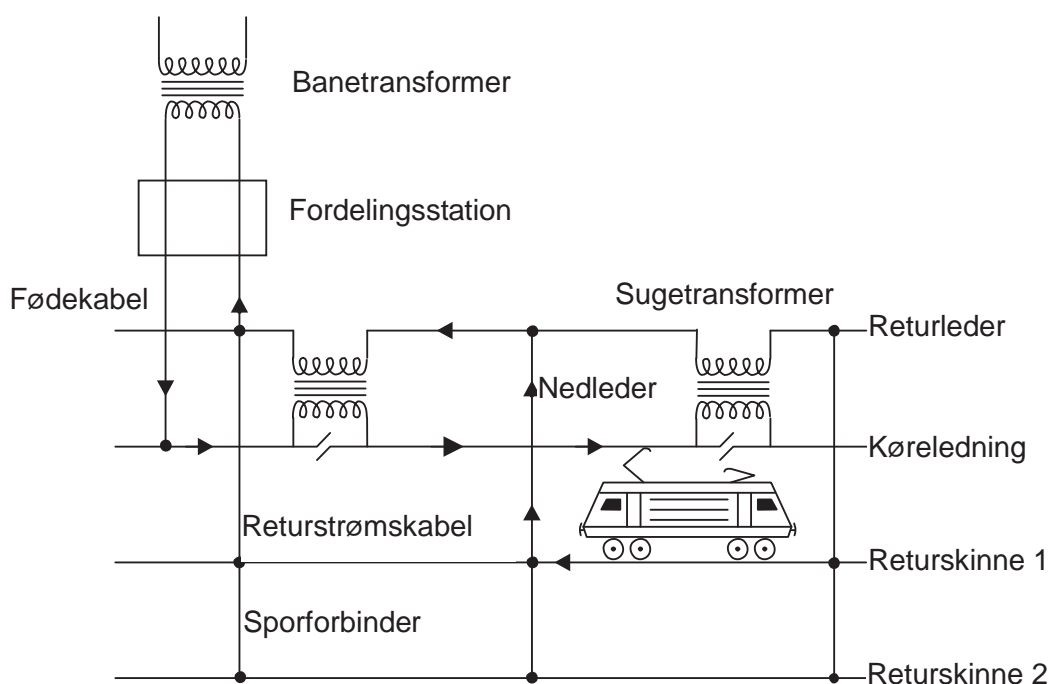 Banetransformer
Fordelingsstation
Fødekabel
Sugetransformer
Returleder
Nedleder
Køreledning
Returstrømskabel
Returskinne 1
Sporforbinder
Returskinne 2